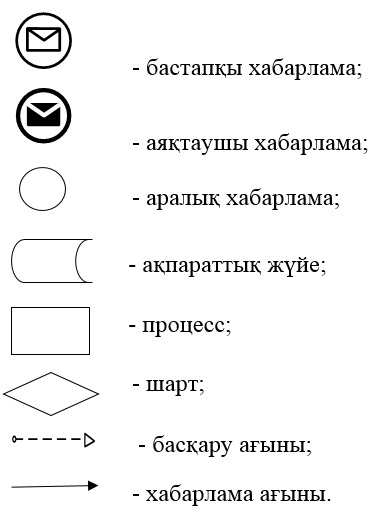 - бастапқы хабарлама;
- аяқтаушы хабарлама;
- аралық хабарлама;
- ақпараттық жүйе;
- процесс;
- шарт;
- басқару ағыны;
- хабарлама ағыны.